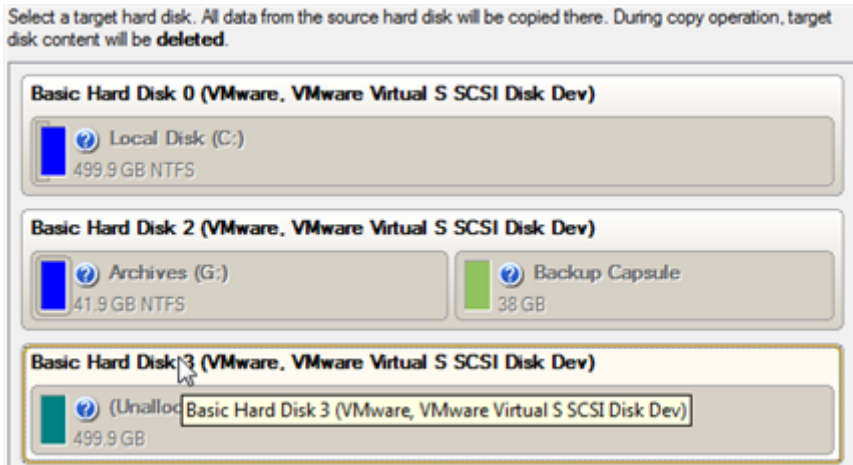 Select a target hard disk. All data from the source hard disk will be copied there. During copy operation, target
disk content will be deleted.
Basic Hard Disk 0 (VMware, VMware Virtual S SCSI Disk Dev)
Local Disk (C:)
499.9 GB NTFS
Basic Hard Disk 2 (VMware, VMware Virtual S SCSI Disk Dev)
Archives (G:)
41.9 GB NTFS
Backup Capsule
38 GB
Basic Hard Disk 3 (VMware, VMware Virtual S SCSI Disk Dev)
(Unalloc
Basic Hard Disk 3 (VMware, VMware Virtual S SCSI Disk Dev)
499.9 GB